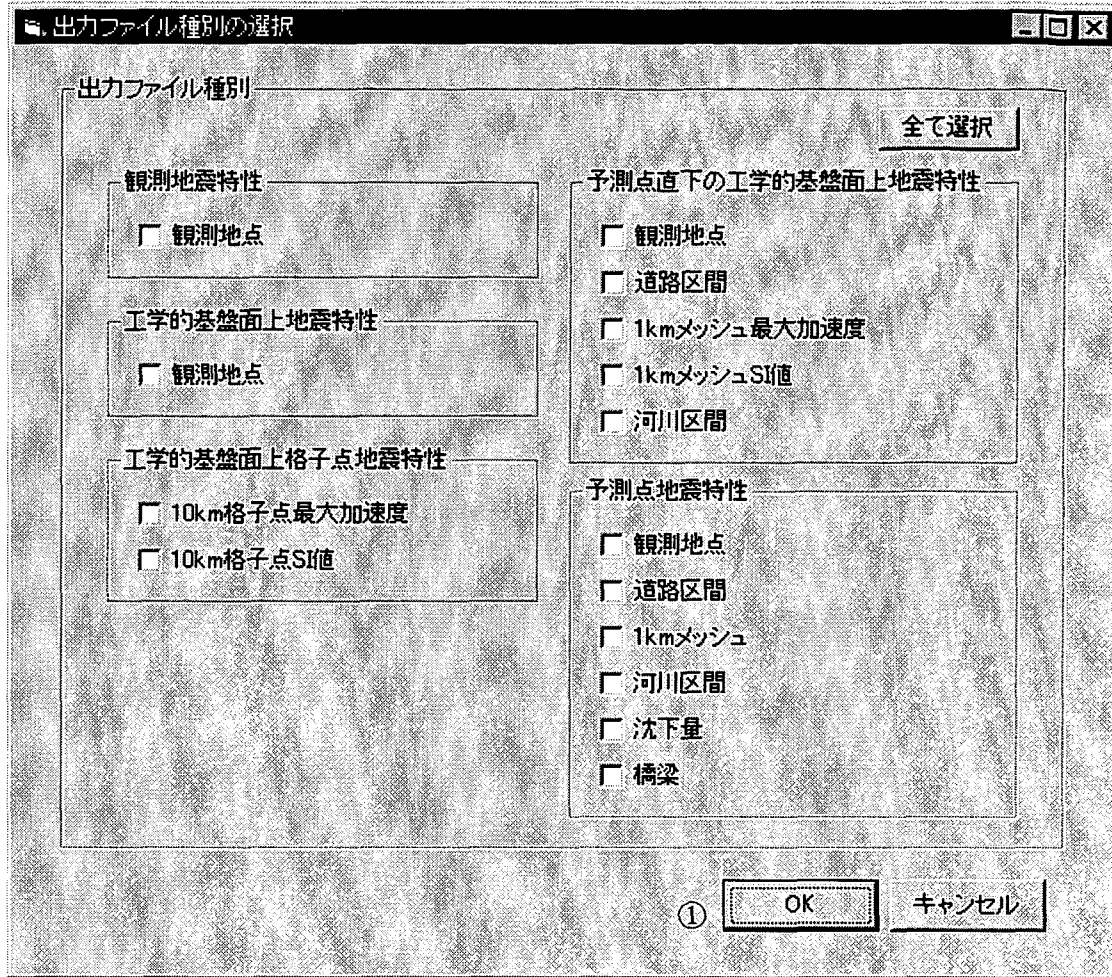 出力ファイル種別の選択
出力ファイル種別
全て選択
観測地震特性
観測地点
工学的基盤面上地震特性
観測地点
工学的基盤面上格子点地震特性
10km格子点最大加速度
10km格子点SI値
予測点直下の工学的基盤面上地震特性
観測地点
道路区間
1kmメッシュ最大加速度
1kmメッシュSI値
河川区間
予測点地震特性
観測地点
道路区間
1kmメッシュ
河川区間
沈下量
橋梁
① OK キャンセル